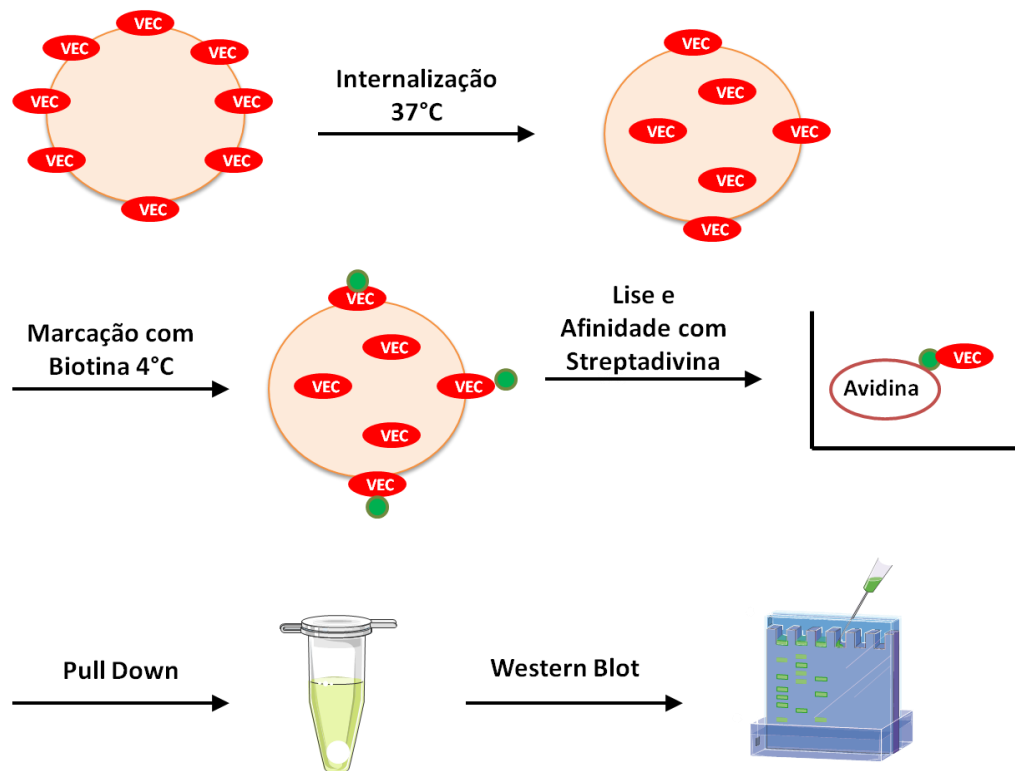 VEC
VEC VEC
VEC VEC
VEC VEC
VEC
Internalização
37°C
VEC
VEC
VEC VEC
VEC
VEC
Marcação com
Biotina 4°C
VEC
VEC
VEC VEC
VEC
VEC
Lise e
Afinidade com
Streptadivina
VEC
Avidina
Pull Down
Western Blot